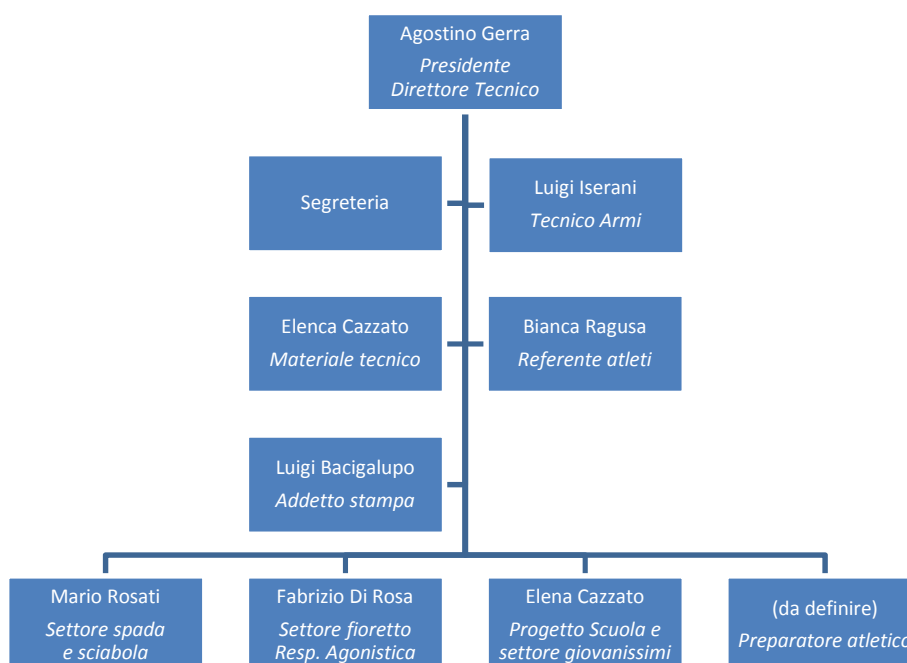 Agostino Gerra
Presidente
Direttore Tecnico
Segreteria
Luigi Iserani
Tecnico Armi
Elenca Cazzato
Materiale tecnico
Bianca Ragusa
Referente atleti
Luigi Bacigalupo
Addetto stampa
Mario Rosati
Settore spada
e sciabola
Fabrizio Di Rosa
Settore fioretto
Resp. Agonistica
Elena Cazzato
Progetto Scuola e
settore giovanissimi
(da definire)
Preparatore atletico